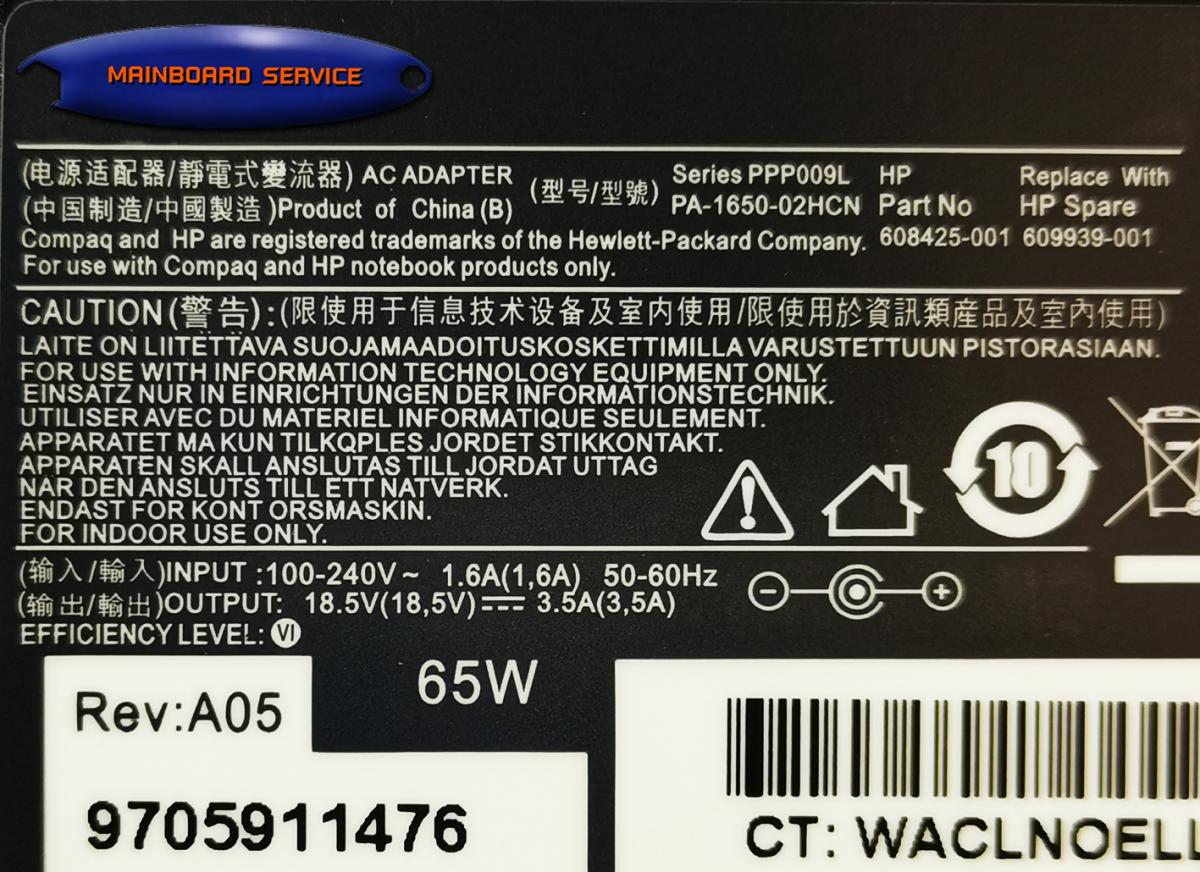 MAINBOARD SERVICE
(电源适配器/靜電式變流器) AC ADAPTER (型号/型號) Series PPP009L HP Replace With
(中国制造/中國製造)Product of China (B) PA-1650-02HCN Part No HP Spare
Compaq and HP are registered trademarks of the Hewlett-Packard Company. 608425-001 609939-001
For use with Compaq and HP notebook products only.
CAUTION(警告):(限使用于信息技术设备及室内使用/限使用於資訊類産品及室內使用)
LAITE ON LIITETTAVA SUOJAMAADOITUSKOSKETTIMILLA VARUSTETTUUN PISTORASIAAN.
FOR USE WITH INFORMATION TECHNOLOGY EQUIPMENT ONLY.
EINSATZ NUR IN EINRICHTUNGEN DER INFORMATIONSTECHNIK.
UTILISER AVEC DU MATERIEL INFORMATIQUE SEULEMENT.
APPARATET MA KUN TILKQPLES JORDET STIKKONTAKT.
APPARATEN SKALL ANSLUTAS TILL JORDAT UTTAG
NAR DEN ANSLUTS TILL ETT NATVERK.
ENDAST FOR KONT ORSMASKIN.
FOR INDOOR USE ONLY.
10
(输入/輸入)INPUT :100-240V~ 1.6A(1,6A) 50-60Hz
(输出/輸出)OUTPUT: 18.5V(18,5V)⎓ 3.5A(3,5A)
EFFICIENCY LEVEL: VI
65W
Rev:A05
9705911476
CT: WACLNOELL